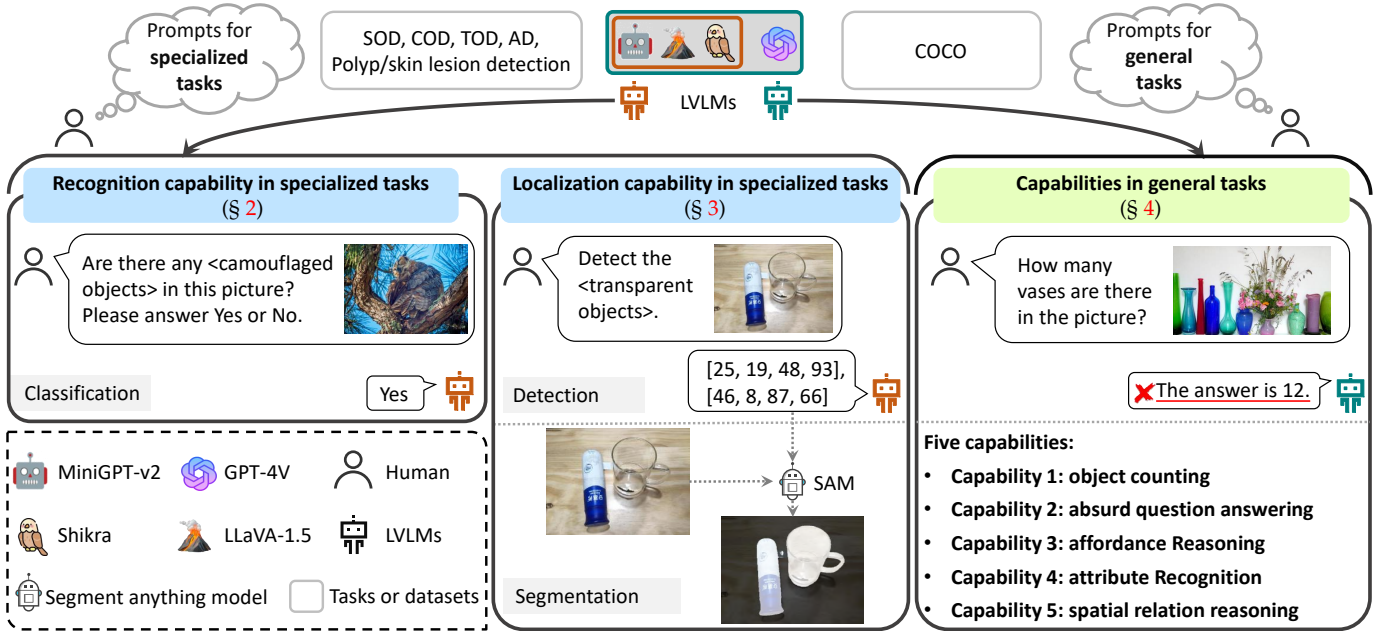 Prompts for
specialized
tasks
SOD, COD, TOD, AD,
Polyp/skin lesion detection
LVLMs
COCO
Prompts for
general
tasks
Recognition capability in specialized tasks
(§ 2)
Are there any <camouflaged
objects> in this picture?
Please answer Yes or No.
Classification
Yes
Localization capability in specialized tasks
(§ 3)
Detect the
<transparent
objects>.
Detection
[25, 19, 48, 93],
[46, 8, 87, 66]
SAM
Segmentation
Capabilities in general tasks
(§ 4)
How many
vases are there
in the picture?
The answer is 12.
Five capabilities:
• Capability 1: object counting
• Capability 2: absurd question answering
• Capability 3: affordance Reasoning
• Capability 4: attribute Recognition
• Capability 5: spatial relation reasoning
MiniGPT-v2
GPT-4V
Human
Shikra
LLaVA-1.5
LVLMs
Segment anything model
Tasks or datasets